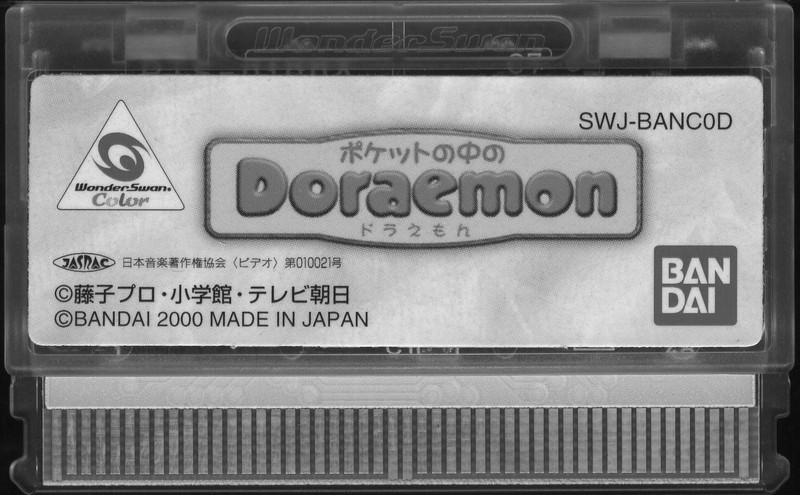 WonderSwan
SWJ-BANC0D
WonderSwan
Color
ポケットの中の
Doraemon
ドラえもん
JASRAC 日本音楽著作権協会〈ビデオ〉第010021号
©藤子プロ・小学館・テレビ朝日
©BANDAI 2000 MADE IN JAPAN
BAN
DAI